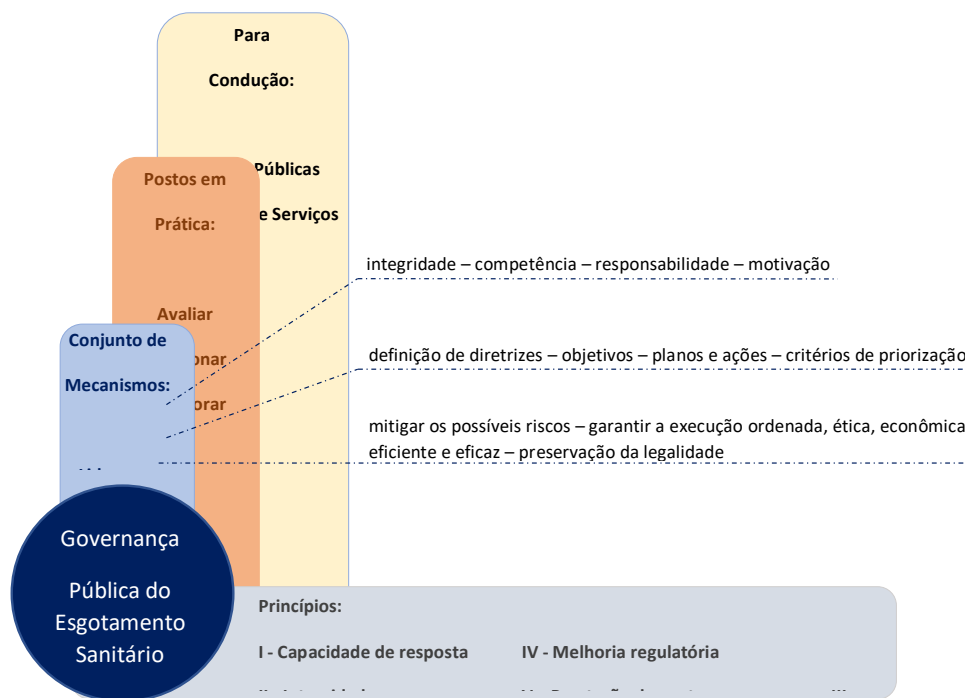 Para
Condução:
Públicas
e Serviços
Postos em
Prática:
Avaliar
onar
orar
Conjunto de
Mecanismos:
integridade – competência – responsabilidade – motivação
definição de diretrizes – objetivos – planos e ações – critérios de priorização
mitigar os possíveis riscos – garantir a execução ordenada, ética, econômica
eficiente e eficaz – preservação da legalidade
Governança
Pública do
Esgotamento
Sanitário
Princípios:
I - Capacidade de resposta IV - Melhoria regulatória